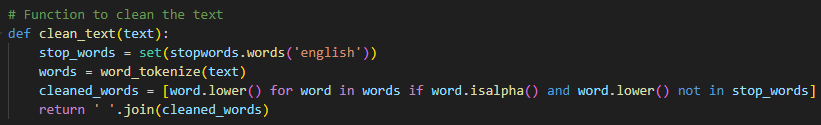 # Function to clean the text
def clean_text(text):
    stop_words = set(stopwords.words('english'))
    words = word_tokenize(text)
    cleaned_words = [word.lower() for word in words if word.isalpha() and word.lower() not in stop_words]
    return ' '.join(cleaned_words)